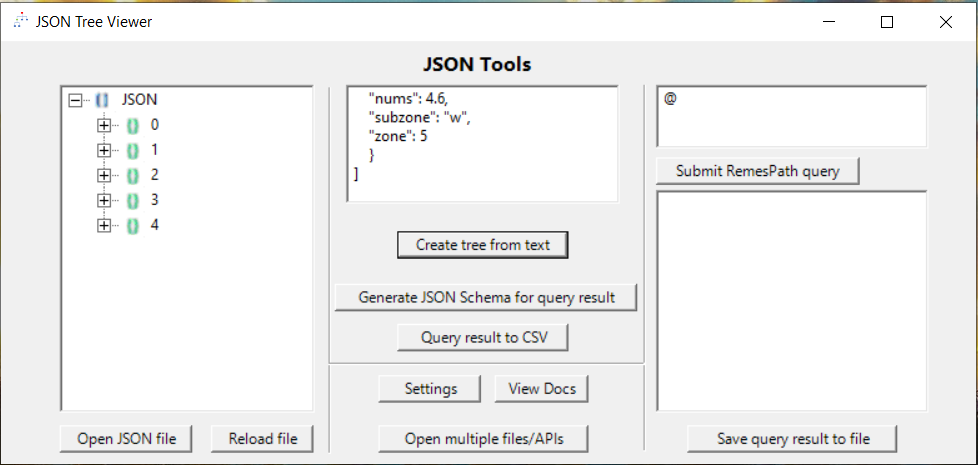 JSON Tree Viewer
JSON Tools
JSON
0
1
2
3
4
Open JSON file
Reload file
"nums": 4.6,
"subzone": "w",
"zone": 5
}
]
Create tree from text
Generate JSON Schema for query result
Query result to CSV
Settings
View Docs
Open multiple files/APIs
@
Submit RemesPath query
Save query result to file